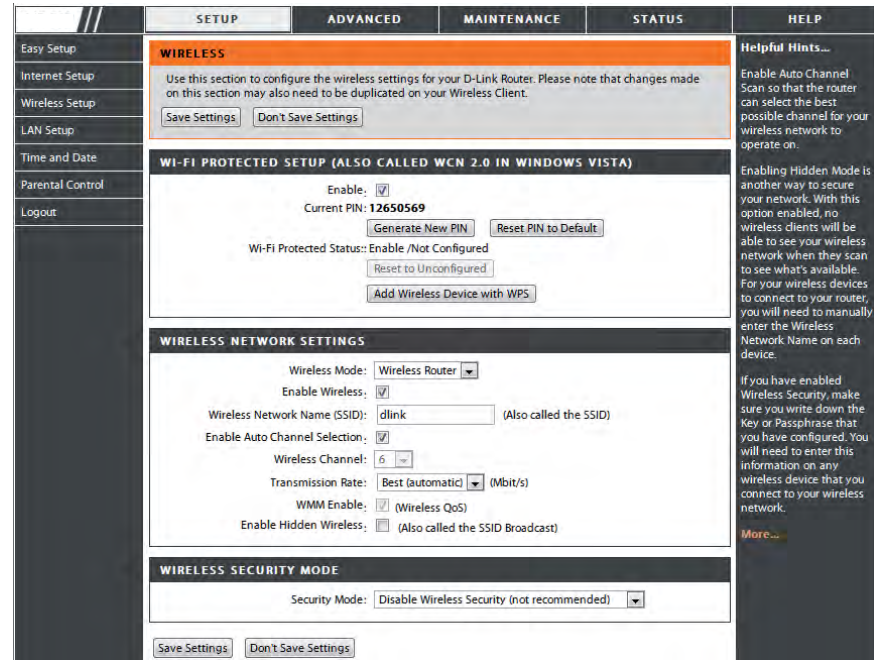 SETUP
ADVANCED
MAINTENANCE
STATUS
HELP
Easy Setup
Internet Setup
Wireless Setup
LAN Setup
Time and Date
Parental Control
Logout
WIRELESS
Use this section to configure the wireless settings for your D-Link Router. Please note that changes made
on this section may also need to be duplicated on your Wireless Client.
Save Settings Don't Save Settings
WI-FI PROTECTED SETUP (ALSO CALLED WCN 2.0 IN WINDOWS VISTA)
Enable:
Current PIN: 12650569
Generate New PIN Reset PIN to Default
Wi-Fi Protected Status:: Enable /Not Configured
Reset to Unconfigured
Add Wireless Device with WPS
WIRELESS NETWORK SETTINGS
Wireless Mode: Wireless Router
Enable Wireless:
Wireless Network Name (SSID): dlink (Also called the SSID)
Enable Auto Channel Selection:
Wireless Channel: 6
Transmission Rate: Best (automatic) (Mbit/s)
WMM Enable: (Wireless QoS)
Enable Hidden Wireless: (Also called the SSID Broadcast)
WIRELESS SECURITY MODE
Security Mode: Disable Wireless Security (not recommended)
Save Settings Don't Save Settings
Helpful Hints...
Enable Auto Channel
Scan so that the router
can select the best
possible channel for your
wireless network to
operate on.
Enabling Hidden Mode is
another way to secure
your network. With this
option enabled, no
wireless clients will be
able to see your wireless
network when they scan
to see what's available.
For your wireless devices
to connect to your router,
you will need to manually
enter the Wireless
Network Name on each
device.
If you have enabled
Wireless Security, make
sure you write down the
Key or Passphrase that
you have configured. You
will need to enter this
information on any
wireless device that you
connect to your wireless
network.
More...